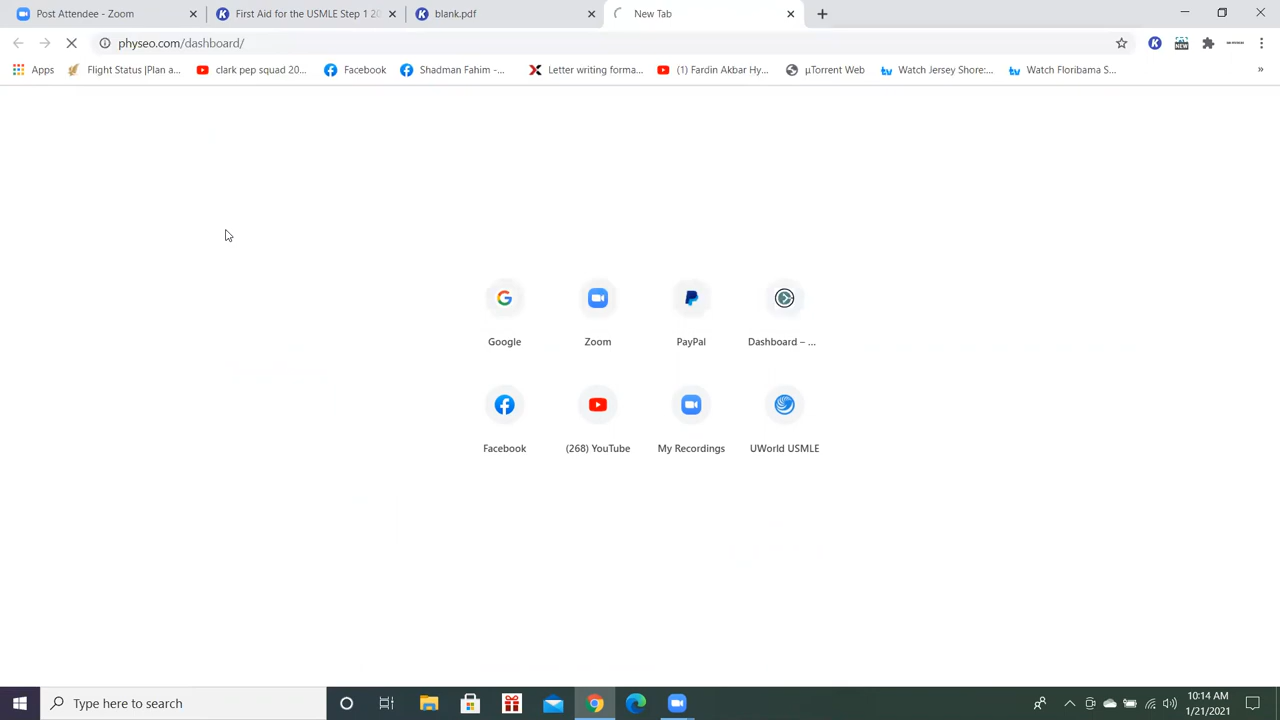 Post Attendee - Zoom
First Aid for the USMLE Step 1 20
blank.pdf
New Tab
physeo.com/dashboard/
Apps
Flight Status |Plan a...
clark pep squad 20...
Facebook
Shadman Fahim -...
Letter writing forma...
(1) Fardin Akbar Hy...
µTorrent Web
Watch Jersey Shore:...
Watch Floribama S...
»
Google
Zoom
PayPal
Dashboard – ...
Facebook
(268) YouTube
My Recordings
UWorld USMLE
Type here to search
10:14 AM
1/21/2021